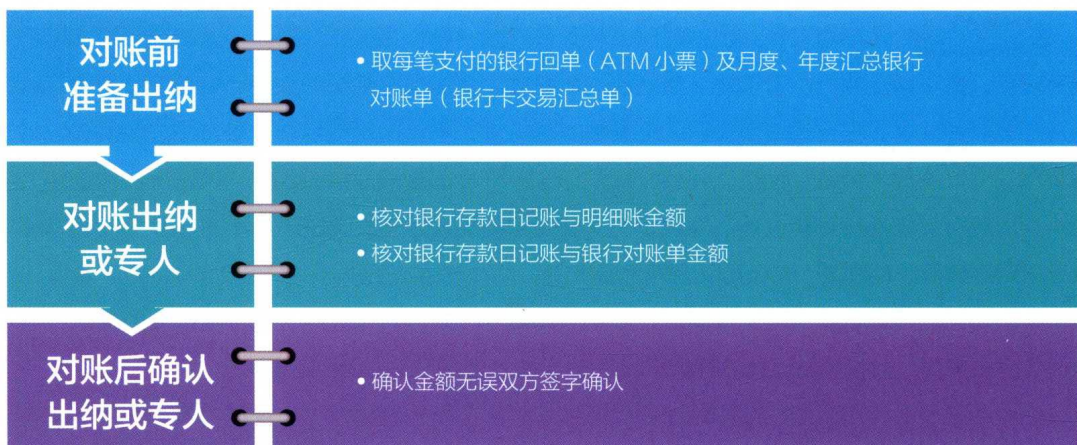 对账前
准备出纳
• 取每笔支付的银行回单（ATM 小票）及月度、年度汇总银行
对账单（银行卡交易汇总单）
对账出纳
或专人
• 核对银行存款日记账与明细账金额
• 核对银行存款日记账与银行对账单金额
对账后确认
出纳或专人
• 确认金额无误双方签字确认